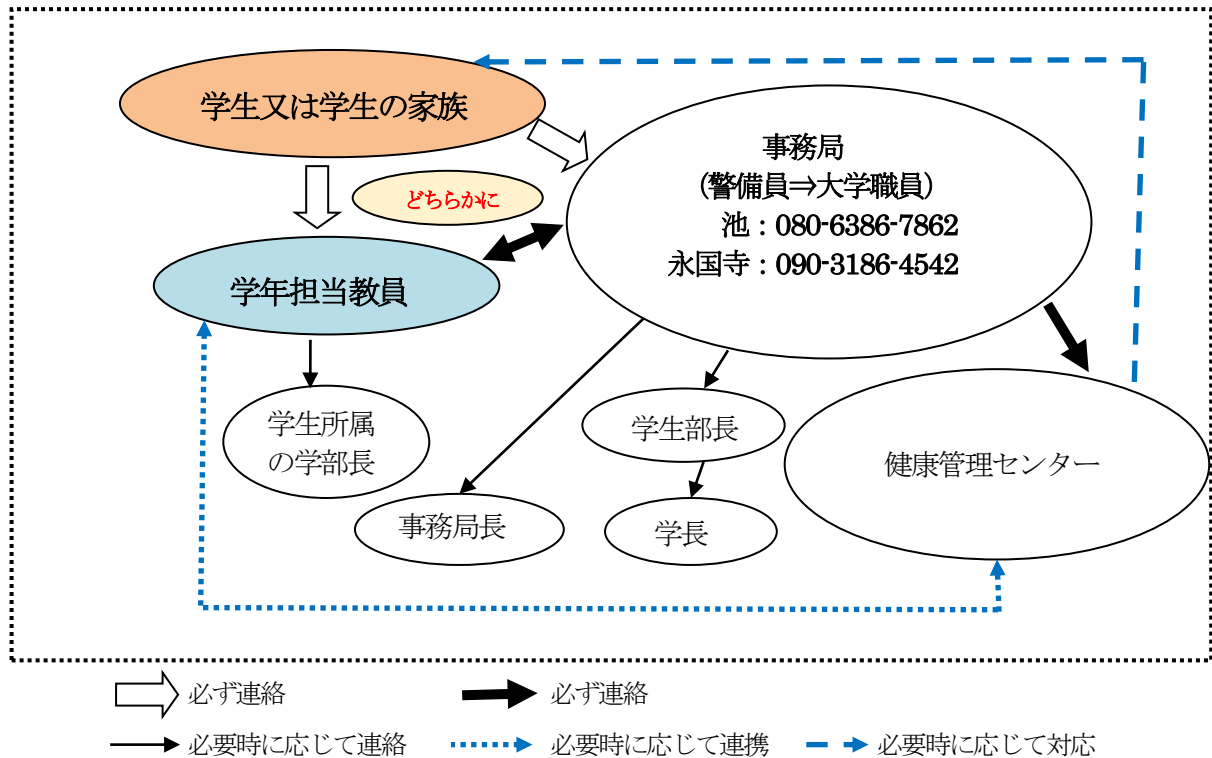 学生又は学生の家族
事務局
(警備員⇒大学職員)
池：080-6386-7862
永国寺：090-3186-4542
どちらかに
学年担当教員
学生所属
の学部長
学生部長
健康管理センター
事務局長
学長
必ず連絡
必ず連絡
必要時に応じて連絡
必要時に応じて連携
必要時に応じて対応